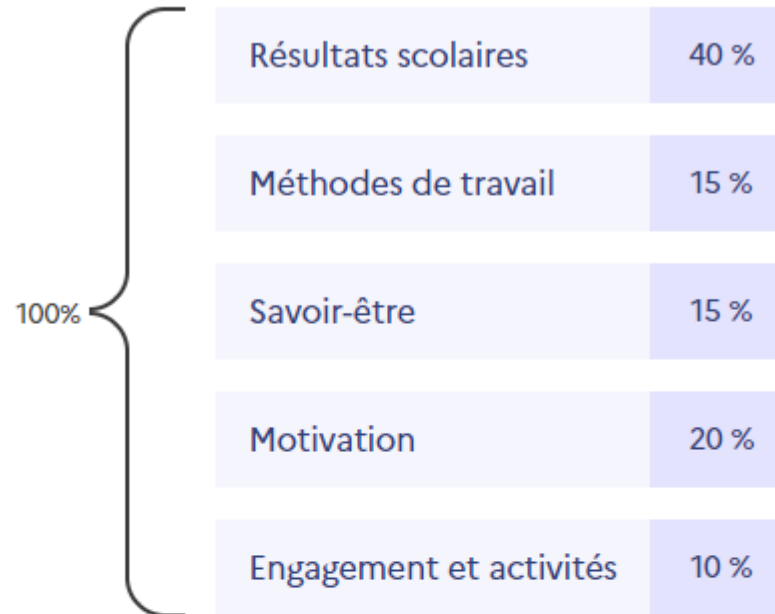 Résultats scolaires 40 %
Méthodes de travail 15 %
100% Savoir-être 15 %
Motivation 20 %
Engagement et activités 10 %